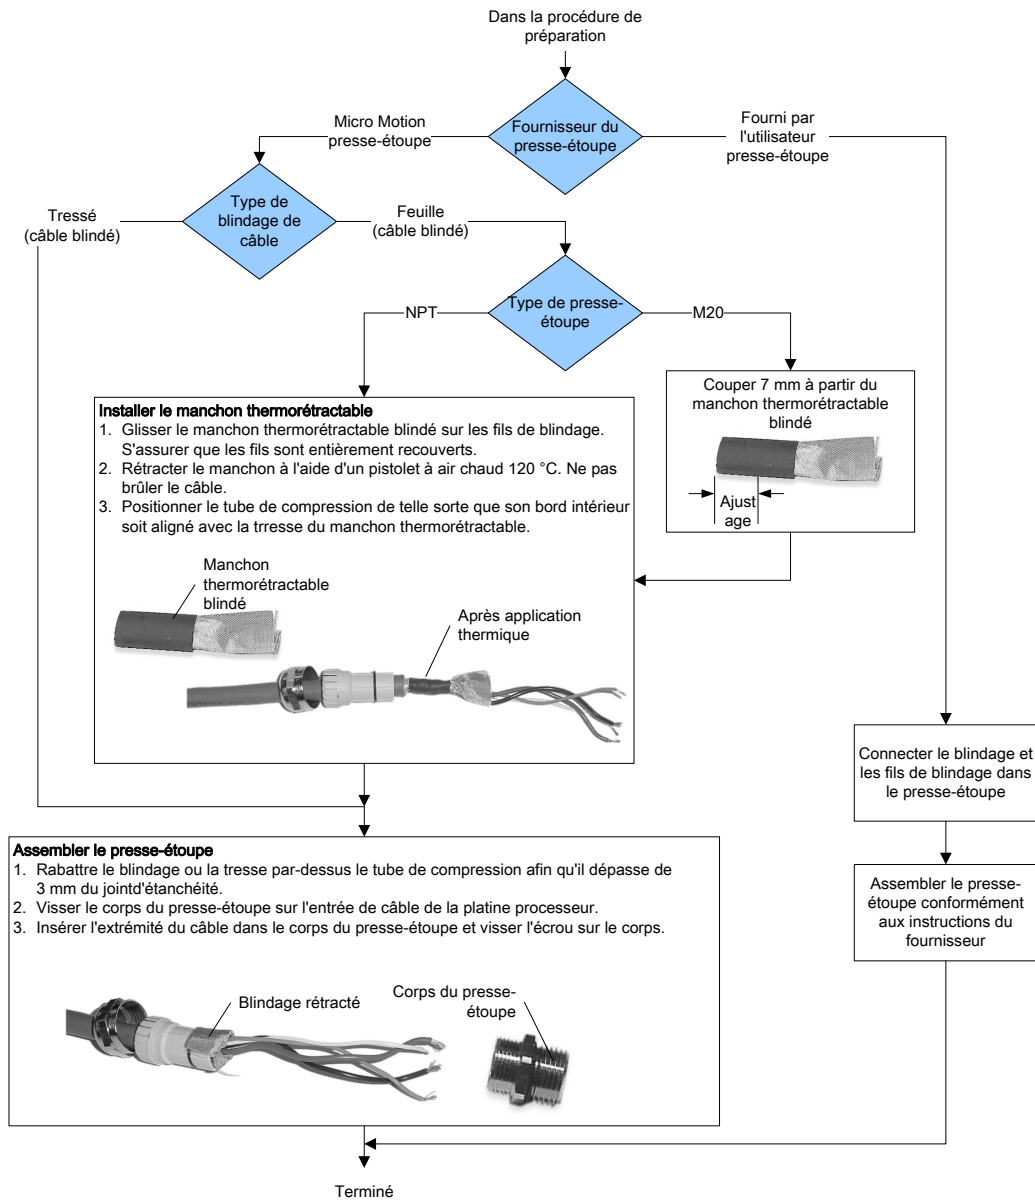 Dans la procédure de
préparation
Fournisseur du
presse-étoupe
Micro Motion
presse-étoupe
Fourni par
l'utilisateur
presse-étoupe
Type de
blindage de
câble
Tressé
(câble blindé)
Feuille
(câble blindé)
Type de presse-
étoupe
NPT
M20
Couper 7 mm à partir du
manchon thermorétractable
blindé
Ajust
age
Installer le manchon thermorétractable
1. Glisser le manchon thermorétractable blindé sur les fils de blindage.
S'assurer que les fils sont entièrement recouverts.
2. Rétracter le manchon à l'aide d'un pistolet à air chaud 120 °C. Ne pas
brûler le câble.
3. Positionner le tube de compression de telle sorte que son bord intérieur
soit aligné avec la trresse du manchon thermorétractable.
Manchon
thermorétractable
blindé
Après application
thermique
Connecter le blindage et
les fils de blindage dans
le presse-étoupe
Assembler le presse-étoupe
1. Rabattre le blindage ou la tresse par-dessus le tube de compression afin qu'il dépasse de
3 mm du jointd'étanchéité.
2. Visser le corps du presse-étoupe sur l'entrée de câble de la platine processeur.
3. Insérer l'extrémité du câble dans le corps du presse-étoupe et visser l'écrou sur le corps.
Blindage rétracté
Corps du presse-
étoupe
Assembler le presse-
étoupe conformément
aux instructions du
fournisseur
Terminé